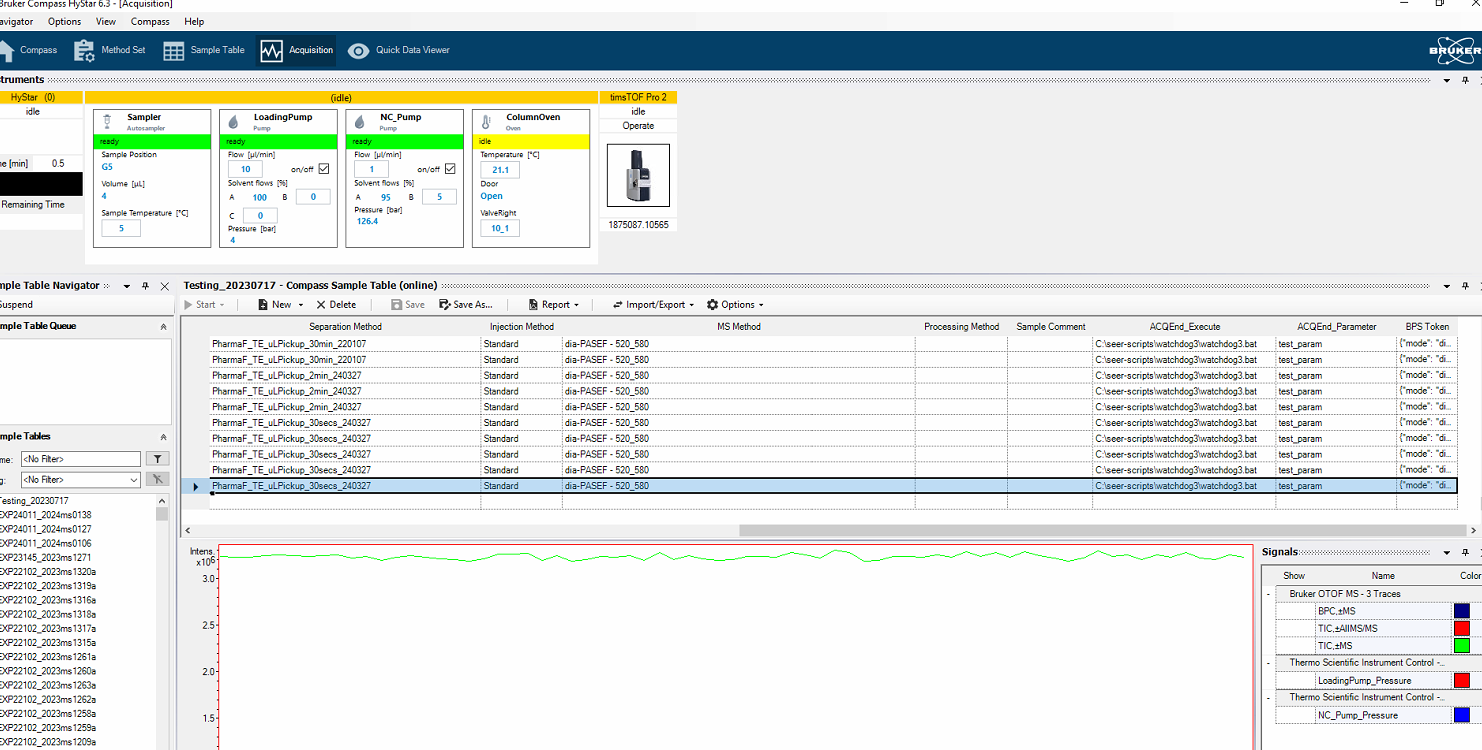 Bruker Compass HyStar 6.3 - [Acquisition]
avigator Options View Compass Help
Compass Method Set Sample Table Acquisition Quick Data Viewer BRUKER
struments
HyStar (0) (idle) timsTOF Pro 2
idle
idle
Operate
1875087.10565
ne [min] 0.5
Remaining Time
Sampler
Autosampler
ready
Sample Position
G5
Volume [µL]
4
Sample Temperature [°C]
5
LoadingPump
Pump
ready
Flow [µl/min]
10 on/off
Solvent flows [%]
A 100 B 0
C 0
Pressure [bar]
4
NC_Pump
Pump
ready
Flow [µl/min]
1 on/off
Solvent flows [%]
A 95 B 5
Pressure [bar]
126.4
ColumnOven
Oven
idle
Temperature [°C]
21.1
Door
Open
ValveRight
10_1
mple Table Navigator
Suspend
mple Table Queue
mple Tables
me: <No Filter>
g: <No Filter>
Testing_20230717
EXP24011_2024ms0138
EXP24011_2024ms0127
EXP24011_2024ms0106
EXP23145_2023ms1271
EXP22102_2023ms1320a
EXP22102_2023ms1319a
EXP22102_2023ms1316a
EXP22102_2023ms1318a
EXP22102_2023ms1317a
EXP22102_2023ms1315a
EXP22102_2023ms1261a
EXP22102_2023ms1260a
EXP22102_2023ms1263a
EXP22102_2023ms1262a
EXP22102_2023ms1258a
EXP22102_2023ms1259a
EXP22102_2023ms1209a
Testing_20230717 - Compass Sample Table (online)
Start New Delete Save Save As... Report Import/Export Options
Separation Method Injection Method MS Method Processing Method Sample Comment ACQEnd_Execute ACQEnd_Parameter BPS Token
PharmaF_TE_uLPickup_30min_220107 Standard dia-PASEF - 520_580 C:\seer-scripts\watchdog3\watchdog3.bat test_param {"mode": "di...
PharmaF_TE_uLPickup_30min_220107 Standard dia-PASEF - 520_580 C:\seer-scripts\watchdog3\watchdog3.bat test_param {"mode": "di...
PharmaF_TE_uLPickup_2min_240327 Standard dia-PASEF - 520_580 C:\seer-scripts\watchdog3\watchdog3.bat test_param {"mode": "di...
PharmaF_TE_uLPickup_2min_240327 Standard dia-PASEF - 520_580 C:\seer-scripts\watchdog3\watchdog3.bat test_param {"mode": "di...
PharmaF_TE_uLPickup_2min_240327 Standard dia-PASEF - 520_580 C:\seer-scripts\watchdog3\watchdog3.bat test_param {"mode": "di...
PharmaF_TE_uLPickup_30secs_240327 Standard dia-PASEF - 520_580 C:\seer-scripts\watchdog3\watchdog3.bat test_param {"mode": "di...
PharmaF_TE_uLPickup_30secs_240327 Standard dia-PASEF - 520_580 C:\seer-scripts\watchdog3\watchdog3.bat test_param {"mode": "di...
PharmaF_TE_uLPickup_30secs_240327 Standard dia-PASEF - 520_580 C:\seer-scripts\watchdog3\watchdog3.bat test_param {"mode": "di...
PharmaF_TE_uLPickup_30secs_240327 Standard dia-PASEF - 520_580 C:\seer-scripts\watchdog3\watchdog3.bat test_param {"mode": "di...
PharmaF_TE_uLPickup_30secs_240327 Standard dia-PASEF - 520_580 C:\seer-scripts\watchdog3\watchdog3.bat test_param {"mode": "di...
Intens.
x10⁶
3.0
2.5
2.0
1.5
Signals
Show Name Color
- Bruker OTOF MS - 3 Traces
BPC,±MS
TIC,±AllMS/MS
TIC,±MS
- Thermo Scientific Instrument Control -...
LoadingPump_Pressure
- Thermo Scientific Instrument Control -...
NC_Pump_Pressure